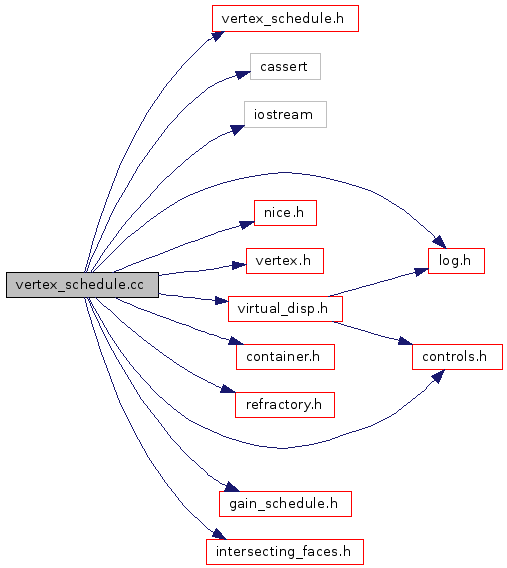 vertex_schedule.h
cassert
iostream
nice.h
vertex.h
log.h
vertex_schedule.cc
virtual_disp.h
container.h
controls.h
refractory.h
gain_schedule.h
intersecting_faces.h